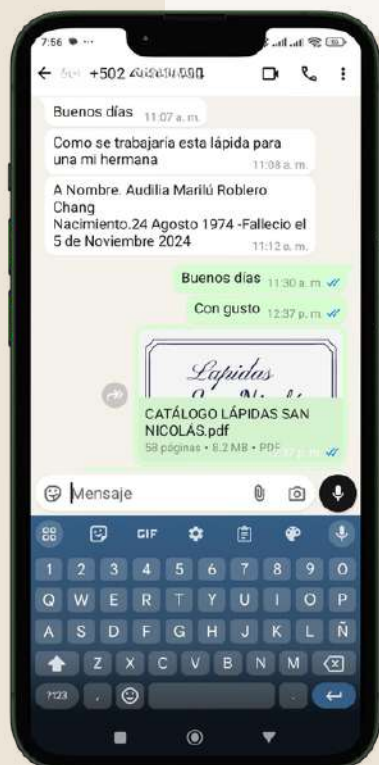 7:56
+502
Buenos días 11:07 a. m.
Como se trabajaría esta lápida para
una mi hermana 11:08 a. m.
A Nombre. Audilia Marilú Roblero
Chang
Nacimiento.24 Agosto 1974 -Fallecio el
5 de Noviembre 2024 11:12 a. m.
Buenos días 11:30 a. m.
Con gusto 12:37 p. m.
Lapidas
CATÁLOGO LÁPIDAS SAN
NICOLÁS.pdf
58 páginas • 8.2 MB • PDF
Mensaje
GIF
1 2 3 4 5 6 7 8 9 0
Q W E R T Y U I O P
A S D F G H J K L Ñ
Z X C V B N M
?123 , .